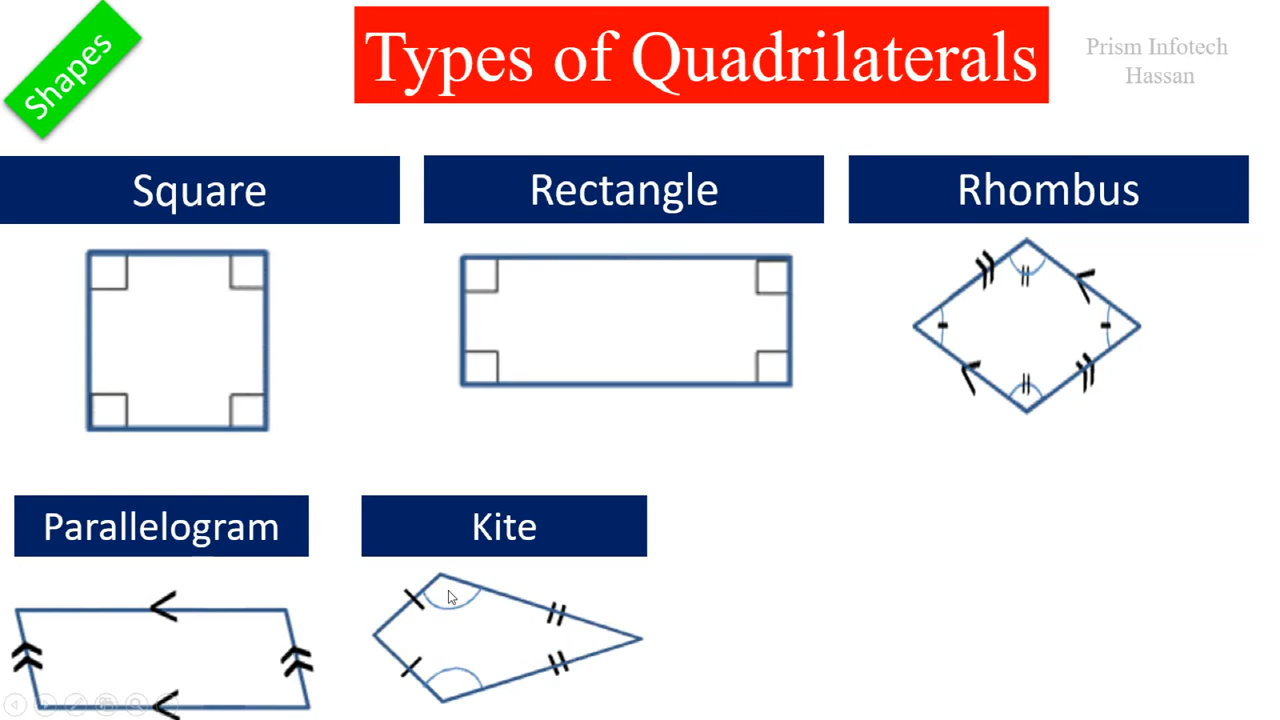 Shapes
Types of Quadrilaterals
Prism Infotech
Hassan
Square
Rectangle
Rhombus
Parallelogram
Kite